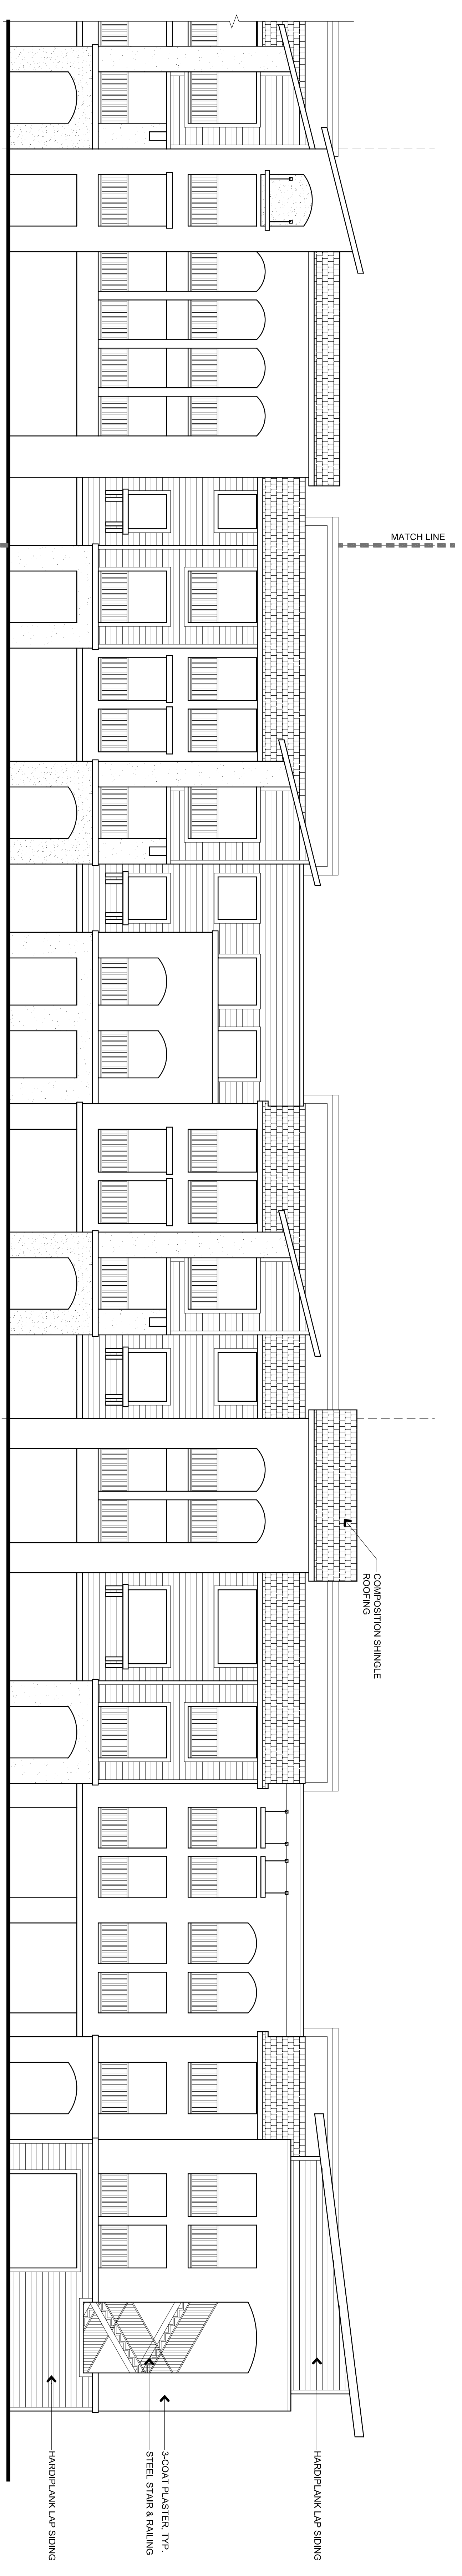 MATCH LINE
COMPOSITION SHINGLE
ROOFING
HARDIPLANK LAP SIDING
3-COAT PLASTER, TYP.
STEEL STAIR & RAILING
HARDIPLANK LAP SIDING